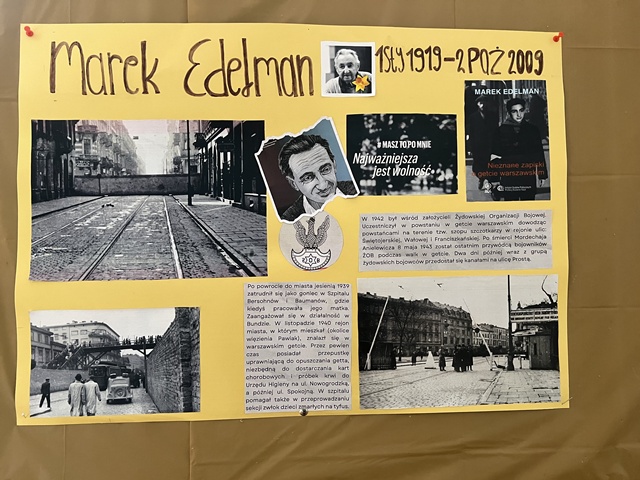 Marek Edelman
1 sty 1919 – 2 PAŹ 2009
MAREK EDELMAN
# MASZ TO PO MNIE
Najważniejsza
jest wolność
Nieznane zapiski
getcie warszawskim
W 1942 był wśród założycieli Żydowskiej Organizacji Bojowej.
Uczestniczył w powstaniu w getcie warszawskim dowodząc
powstańcami na terenie tzw. szopu szczotkarzy w rejonie ulic:
Świętojerskiej, Wałowej i Franciszkańskiej. Po śmierci Mordechaja
Anielewicza 8 maja 1943 został ostatnim przywódcą bojowników
ŻOB podczas walk w getcie. Dwa dni później wraz z grupą
żydowskich bojowców przedostał się kanałami na ulicę Prostą.
Po powrocie do miasta jesienią 1939
zatrudnił się jako goniec w Szpitalu
Bersohnów i Baumanów, gdzie
kiedyś pracowała jego matka.
Zaangażował się w działalność w
Bundzie. W listopadzie 1940 rejon
miasta, w którym mieszkał (okolice
więzienia Pawiak), znalazł się w
warszawskim getcie. Przez pewien
czas posiadał przepustkę
uprawniającą do opuszczania getta,
niezbędną do dostarczania kart
chorobowych i próbek krwi do
Urzędu Higieny na ul. Nowogrodzką,
a później ul. Spokojną. W szpitalu
pomagał także w przeprowadzaniu
sekcji zwłok dzieci zmarłych na tyfus.